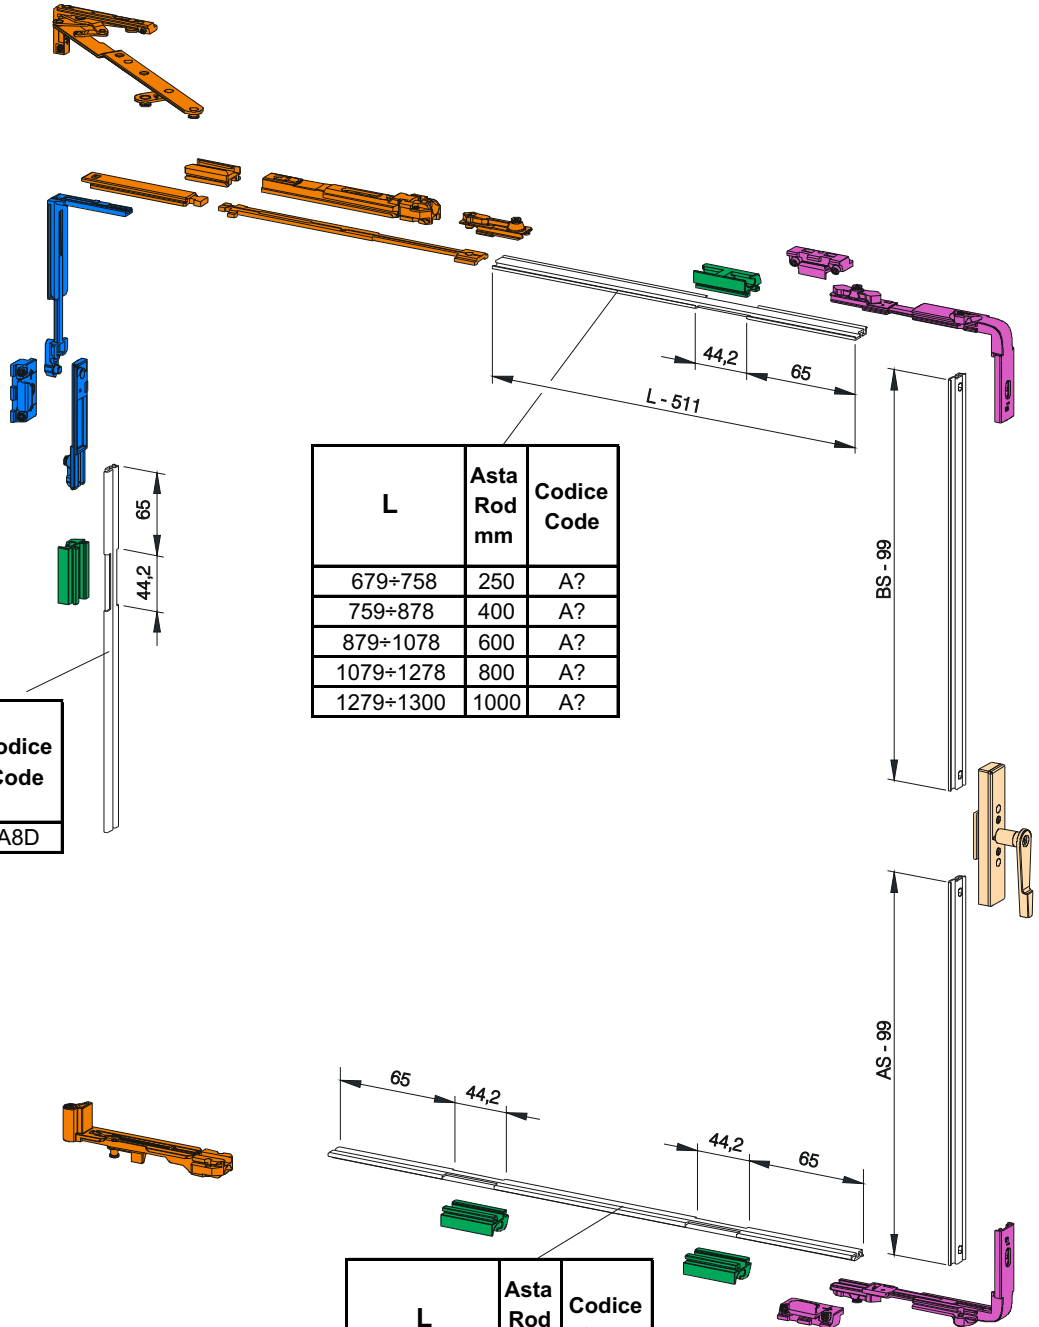 44,2
65
L - 511
65
44,2
BS - 99
L Asta Rod mm Codice Code
679÷758 250 A?
759÷878 400 A?
879÷1078 600 A?
1079÷1278 800 A?
1279÷1300 1000 A?
odice
Code
A8D
AS - 99
65
44,2
44,2
65
L Asta Rod Codice